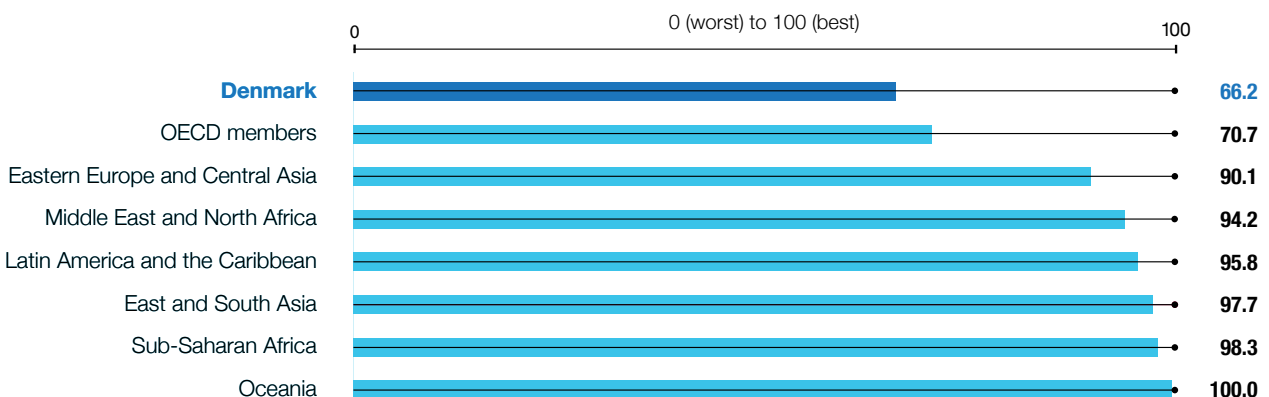 0 (worst) to 100 (best)
0 100
Denmark 66.2
OECD members 70.7
Eastern Europe and Central Asia 90.1
Middle East and North Africa 94.2
Latin America and the Caribbean 95.8
East and South Asia 97.7
Sub-Saharan Africa 98.3
Oceania 100.0